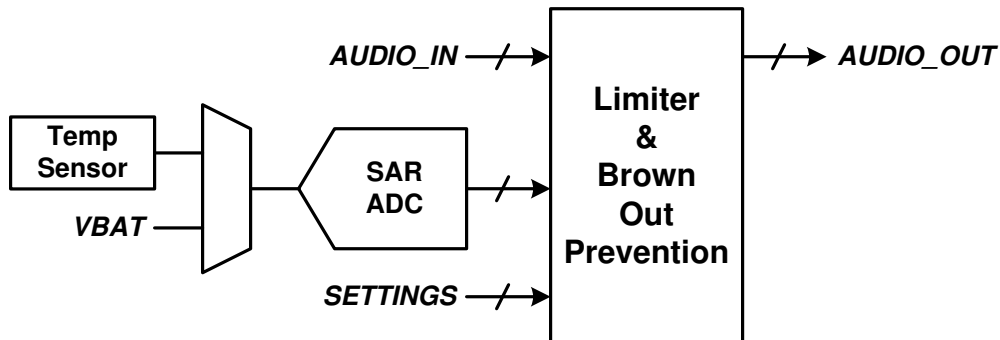 AUDIO_IN
AUDIO_OUT
Temp
Sensor
VBAT
SAR
ADC
SETTINGS
Limiter
&
Brown
Out
Prevention